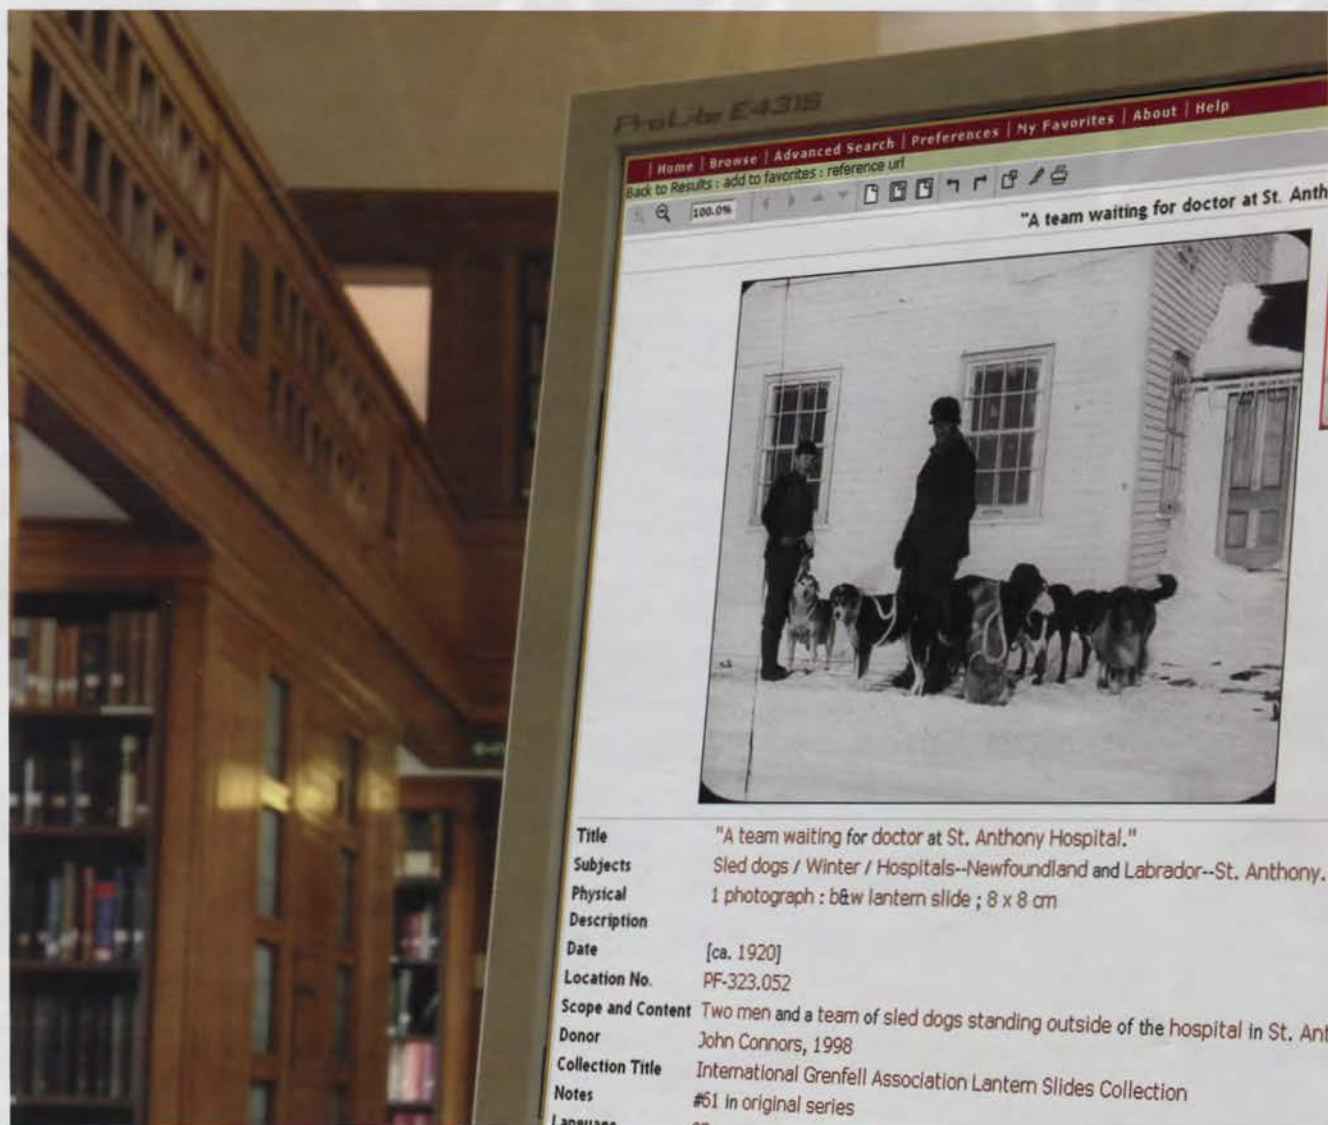 ProLite E431S
| Home | Browse | Advanced Search | Preferences | My Favorites | About | Help
Back to Results : add to favorites : reference url
100.0%
"A team waiting for doctor at St. Anth
Title "A team waiting for doctor at St. Anthony Hospital."
Subjects Sled dogs / Winter / Hospitals--Newfoundland and Labrador--St. Anthony.
Physical 1 photograph : b&w lantern slide ; 8 x 8 cm
Description
Date [ca. 1920]
Location No. PF-323.052
Scope and Content Two men and a team of sled dogs standing outside of the hospital in St. Ant
Donor John Connors, 1998
Collection Title International Grenfell Association Lantern Slides Collection
Notes #61 in original series
Language